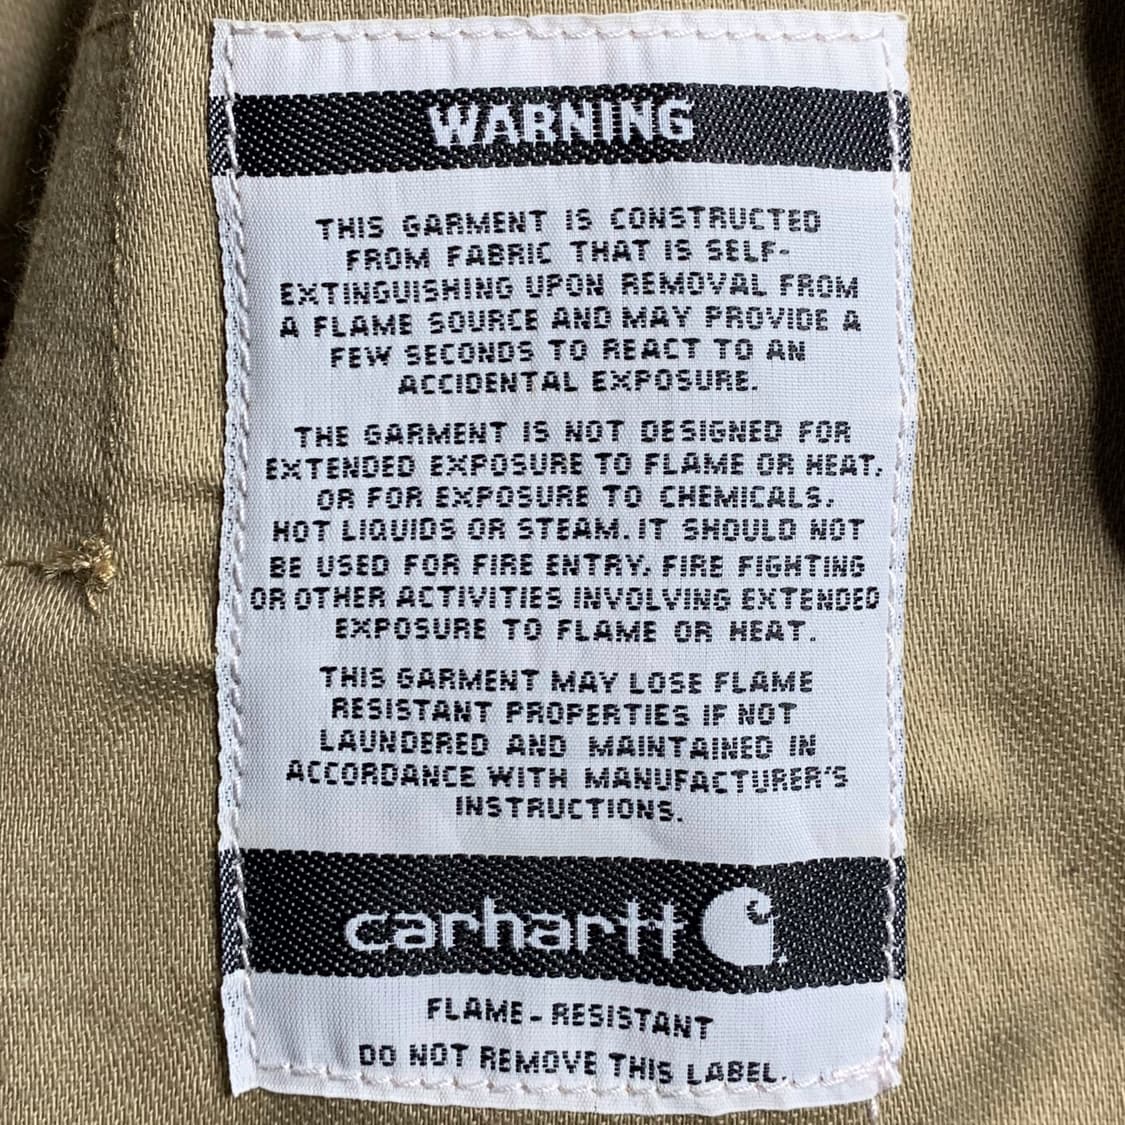 WARNING
THIS GARMENT IS CONSTRUCTED
FROM FABRIC THAT IS SELF-
EXTINGUISHING UPON REMOVAL FROM
A FLAME SOURCE AND MAY PROVIDE A
FEW SECONDS TO REACT TO AN
ACCIDENTAL EXPOSURE.
THE GARMENT IS NOT DESIGNED FOR
EXTENDED EXPOSURE TO FLAME OR HEAT,
OR FOR EXPOSURE TO CHEMICALS,
HOT LIQUIDS OR STEAM. IT SHOULD NOT
BE USED FOR FIRE ENTRY, FIRE FIGHTING
OR OTHER ACTIVITIES INVOLVING EXTENDED
EXPOSURE TO FLAME OR HEAT.
THIS GARMENT MAY LOSE FLAME
RESISTANT PROPERTIES IF NOT
LAUNDERED AND MAINTAINED IN
ACCORDANCE WITH MANUFACTURER'S
INSTRUCTIONS.
carhartt
FLAME-RESISTANT
DO NOT REMOVE THIS LABEL.